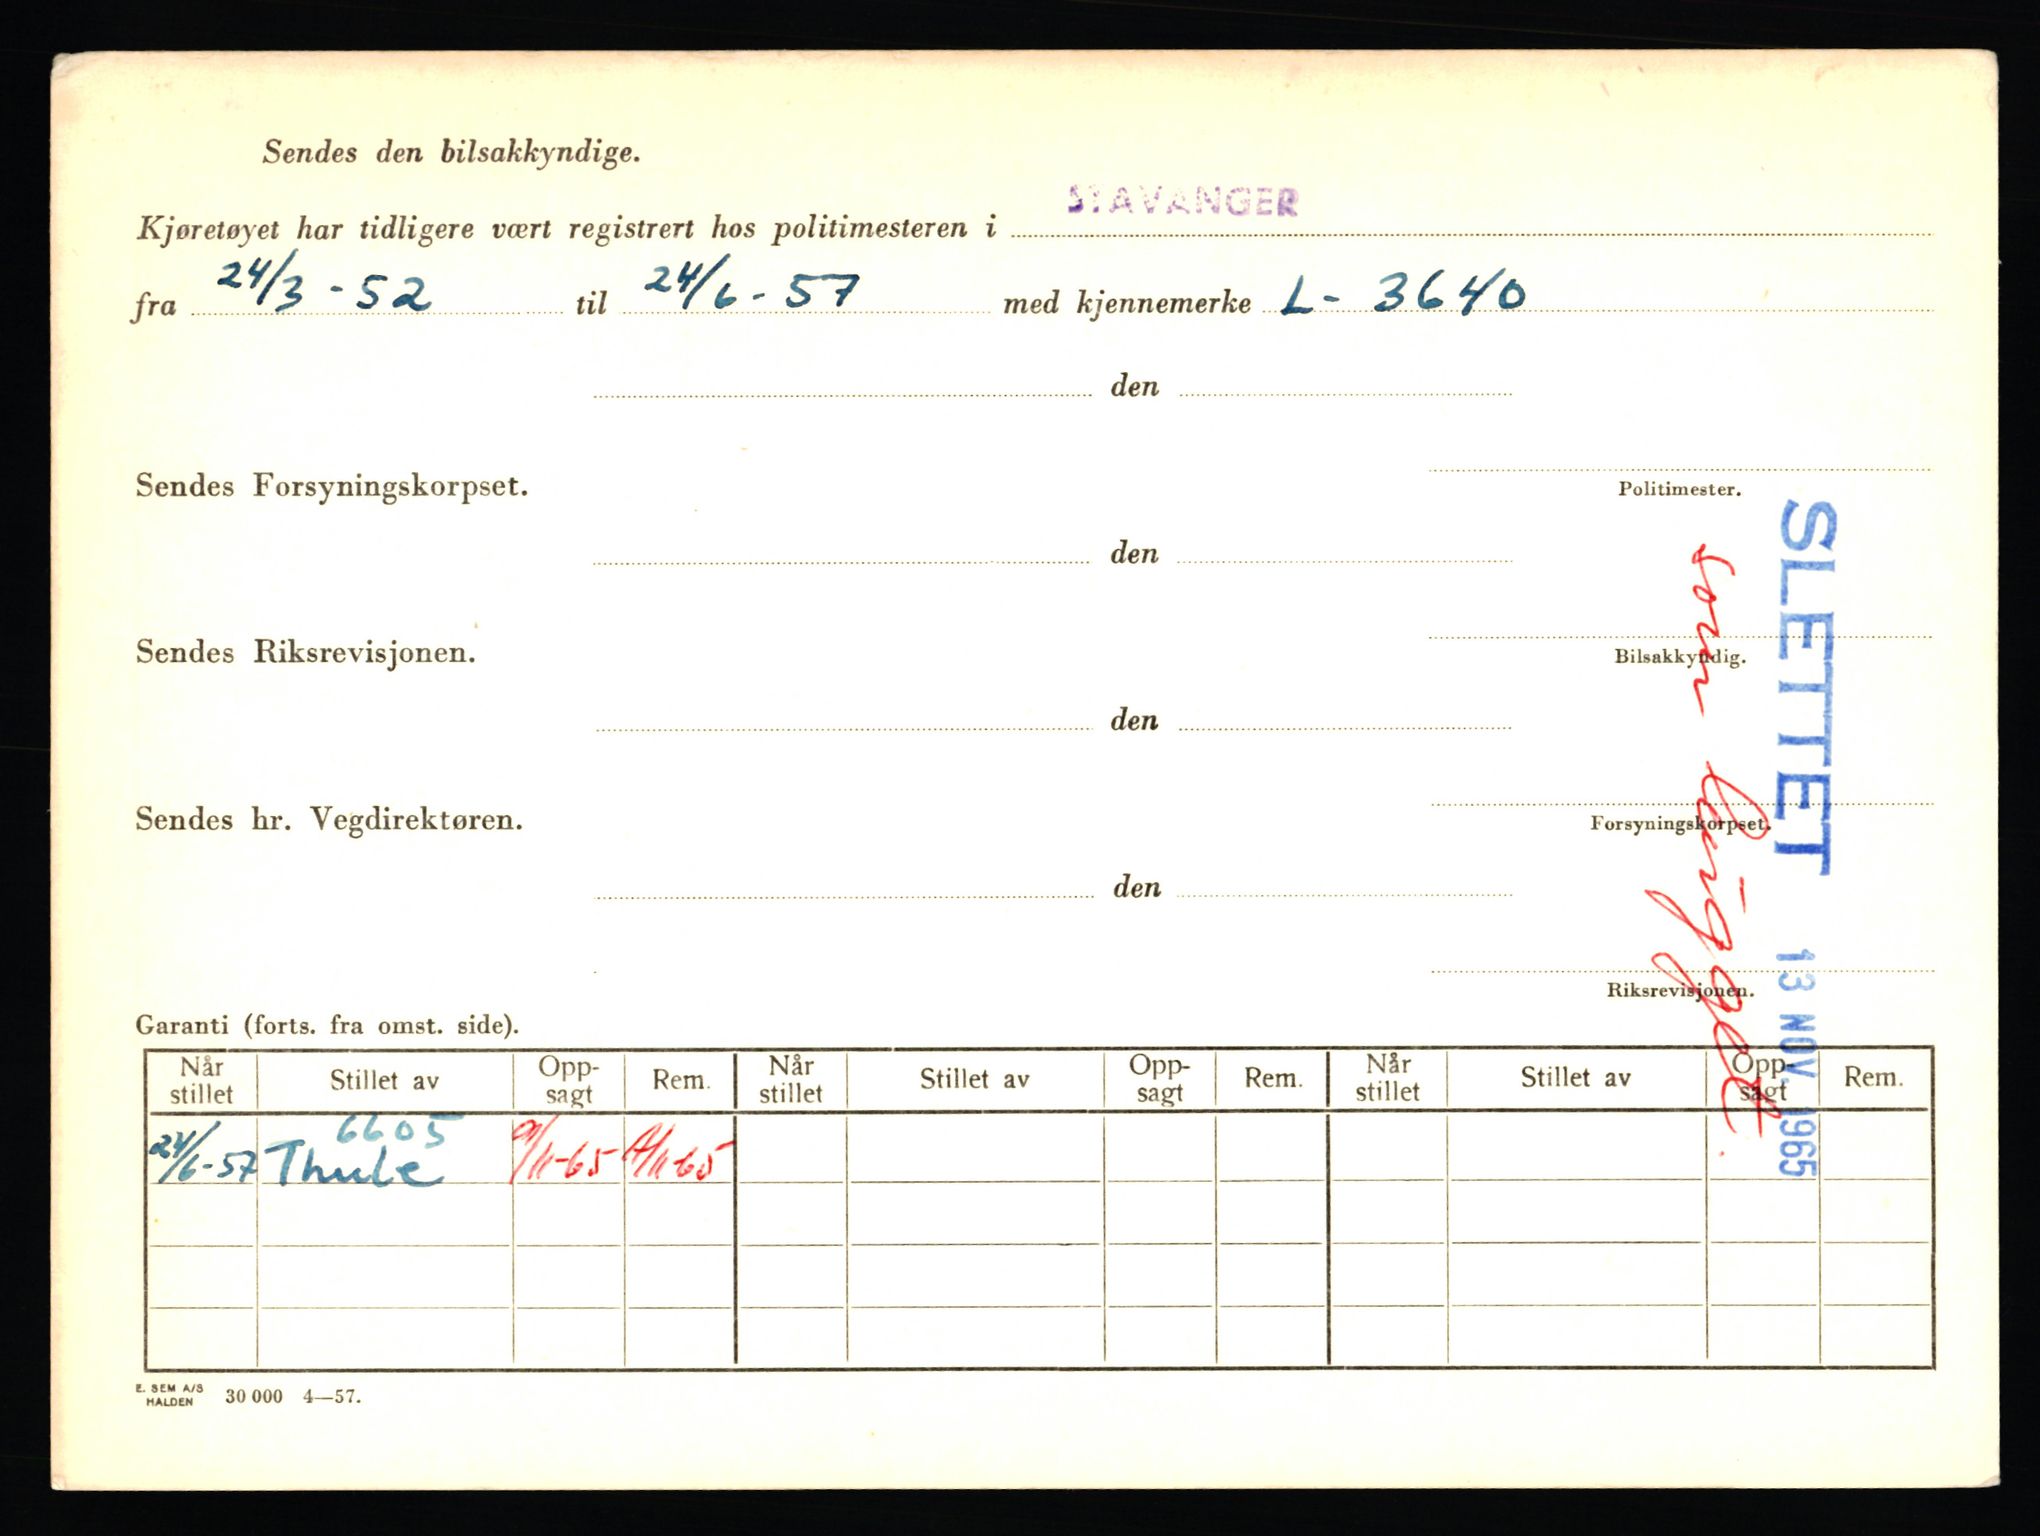 Sendes den bilsakkyndige.
Kjøretøyet har tidligere vært registrert hos politimesteren i STAVANGER
fra 24/3 - 52 til 24/6 - 57 med kjennemerke L - 3640
den
Sendes Forsyningskorpset.
Politimester.
den
Sendes Riksrevisjonen.
Bilsakkyndig.
den
Sendes hr. Vegdirektøren.
Forsyningskorpset.
den
Riksrevisjonen.
SLETTET 13 NOV. 1965
som
Garanti (forts. fra omst. side).
Når stillet Stillet av Opp-sagt Rem. Når stillet Stillet av Opp-sagt Rem. Når stillet Stillet av Opp-sagt Rem.
6605
24/6-57 Thule 9/11-65 /11-65
E. SEM A/S
HALDEN 30 000 4—57.